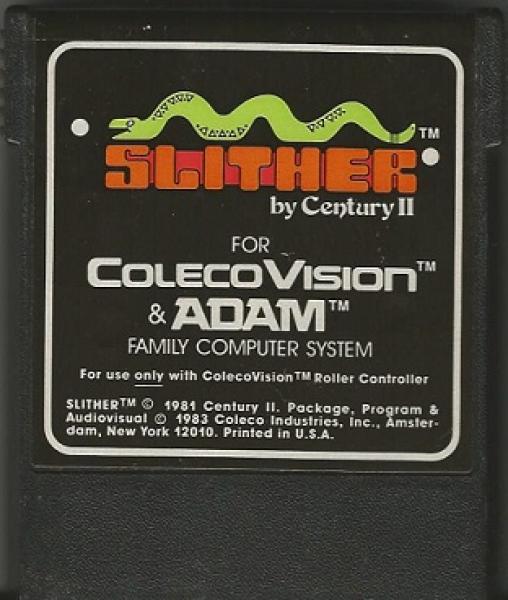 SLITHER™
by Century II
FOR
COLECOVISION™
& ADAM™
FAMILY COMPUTER SYSTEM
For use only with ColecoVision™ Roller Controller
SLITHER™ © 1981 Century II. Package, Program &
Audiovisual © 1983 Coleco Industries, Inc., Amster-
dam, New York 12010. Printed in U.S.A.